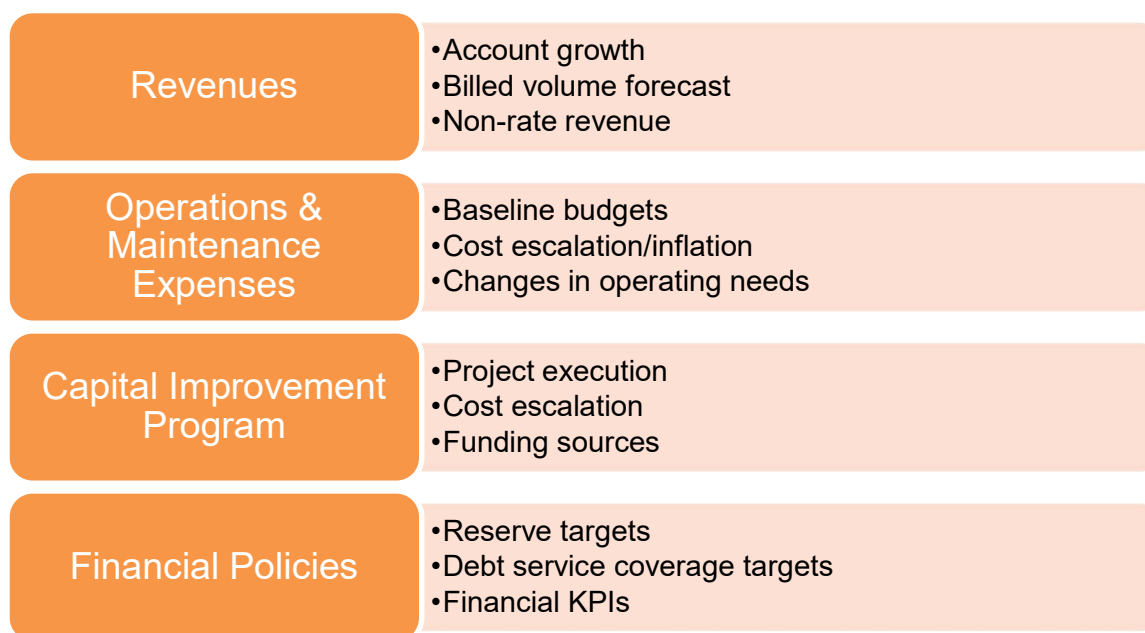 Revenues
•Account growth
•Billed volume forecast
•Non-rate revenue
Operations &
Maintenance
Expenses
•Baseline budgets
•Cost escalation/inflation
•Changes in operating needs
Capital Improvement
Program
•Project execution
•Cost escalation
•Funding sources
Financial Policies
•Reserve targets
•Debt service coverage targets
•Financial KPIs